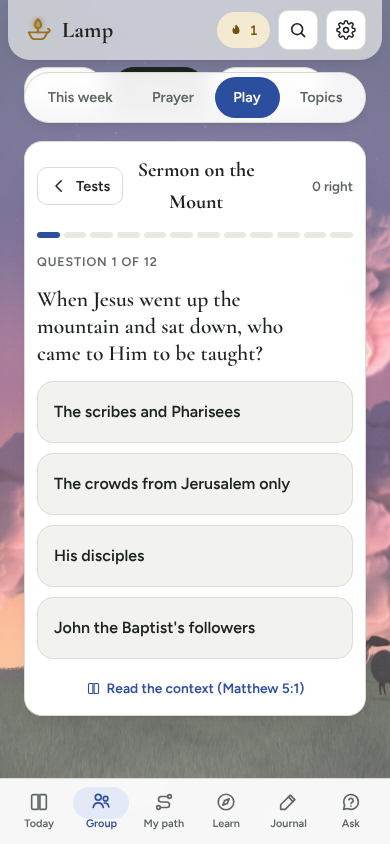 Lamp
1
This week
Prayer
Play
Topics
Tests
Sermon on the
Mount
0 right
QUESTION 1 OF 12
When Jesus went up the
mountain and sat down, who
came to Him to be taught?
The scribes and Pharisees
The crowds from Jerusalem only
His disciples
John the Baptist's followers
Read the context (Matthew 5:1)
Today
Group
My path
Learn
Journal
Ask